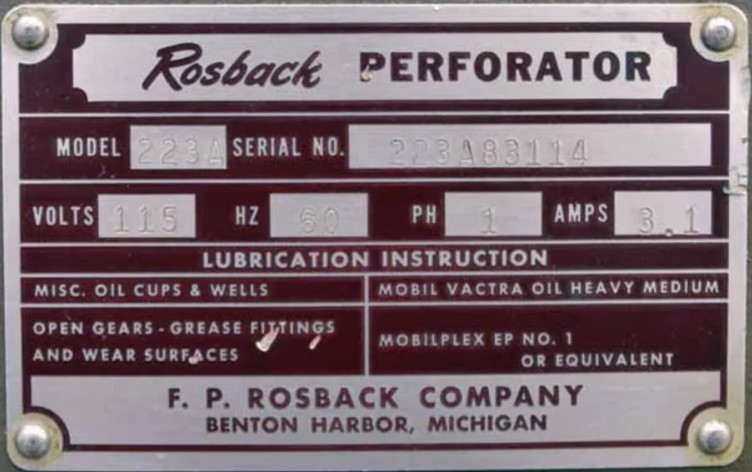 Rosback PERFORATOR
MODEL 223A SERIAL NO. 223A83114
VOLTS 115 HZ 60 PH 1 AMPS 3.1
LUBRICATION INSTRUCTION
MISC. OIL CUPS & WELLS MOBIL VACTRA OIL HEAVY MEDIUM
OPEN GEARS - GREASE FITTINGS
AND WEAR SURFACES
MOBILPLEX EP NO. 1
OR EQUIVALENT
F. P. ROSBACK COMPANY
BENTON HARBOR, MICHIGAN